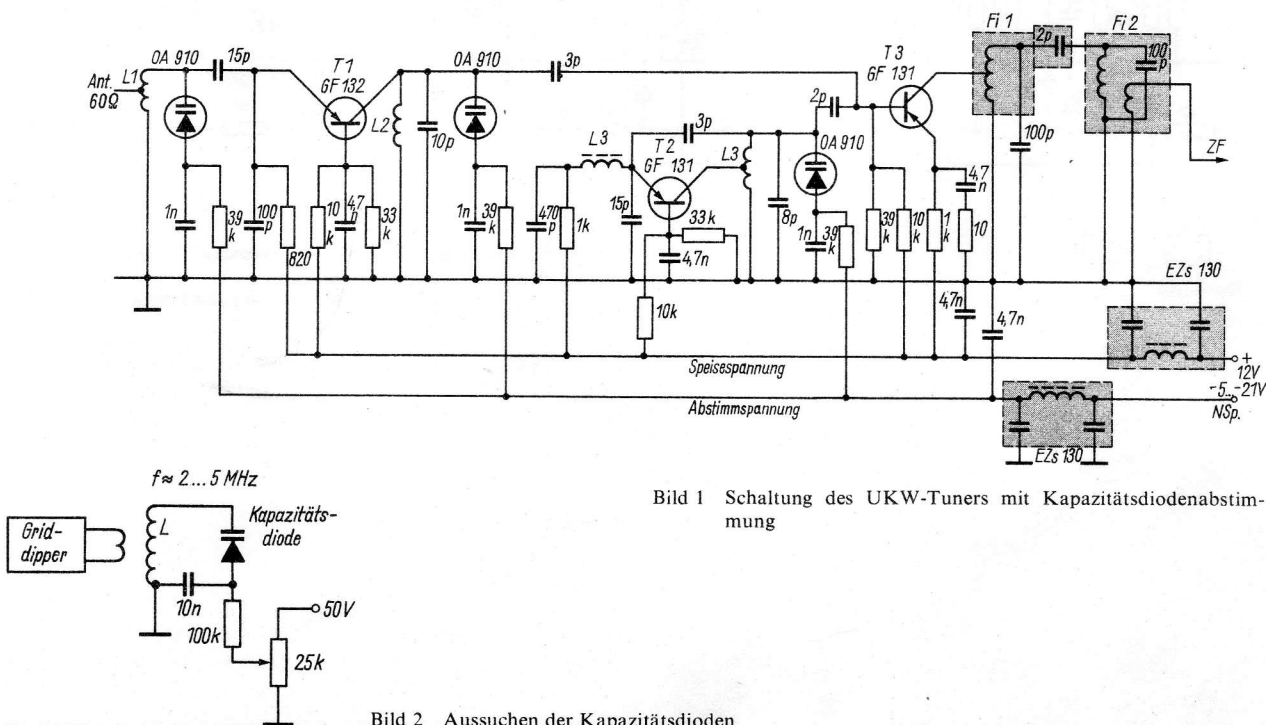 Fi 1
Fi 2
2p
100
p
T 3
GF 131
OA 910
15p
T 1
GF 132
OA 910
3p
L1
Ant.
60Ω
L2
10p
2p
OA 910
3p
T 2
GF 131
L3
L3
100p
ZF
1n
39
k
100
p
820
10
k
4,7
p
33
k
1n
39
k
470
p
1k
15p
33 k
4,7n
8p
1n
39
k
39
k
10
k
1
k
4,7
n
10
10k
4,7n
4,7n
EZs 130
Speisespannung
+
12V
Abstimmspannung
-5...-21V
NSp.
EZs 130
Bild 1 Schaltung des UKW-Tuners mit Kapazitätsdiodenabstim-
mung
f ≈ 2...5 MHz
Grid-
dipper
L
Kapazitäts-
diode
10n
100k
50V
25k
Bild 2 Aussuchen der Kapazitätsdioden